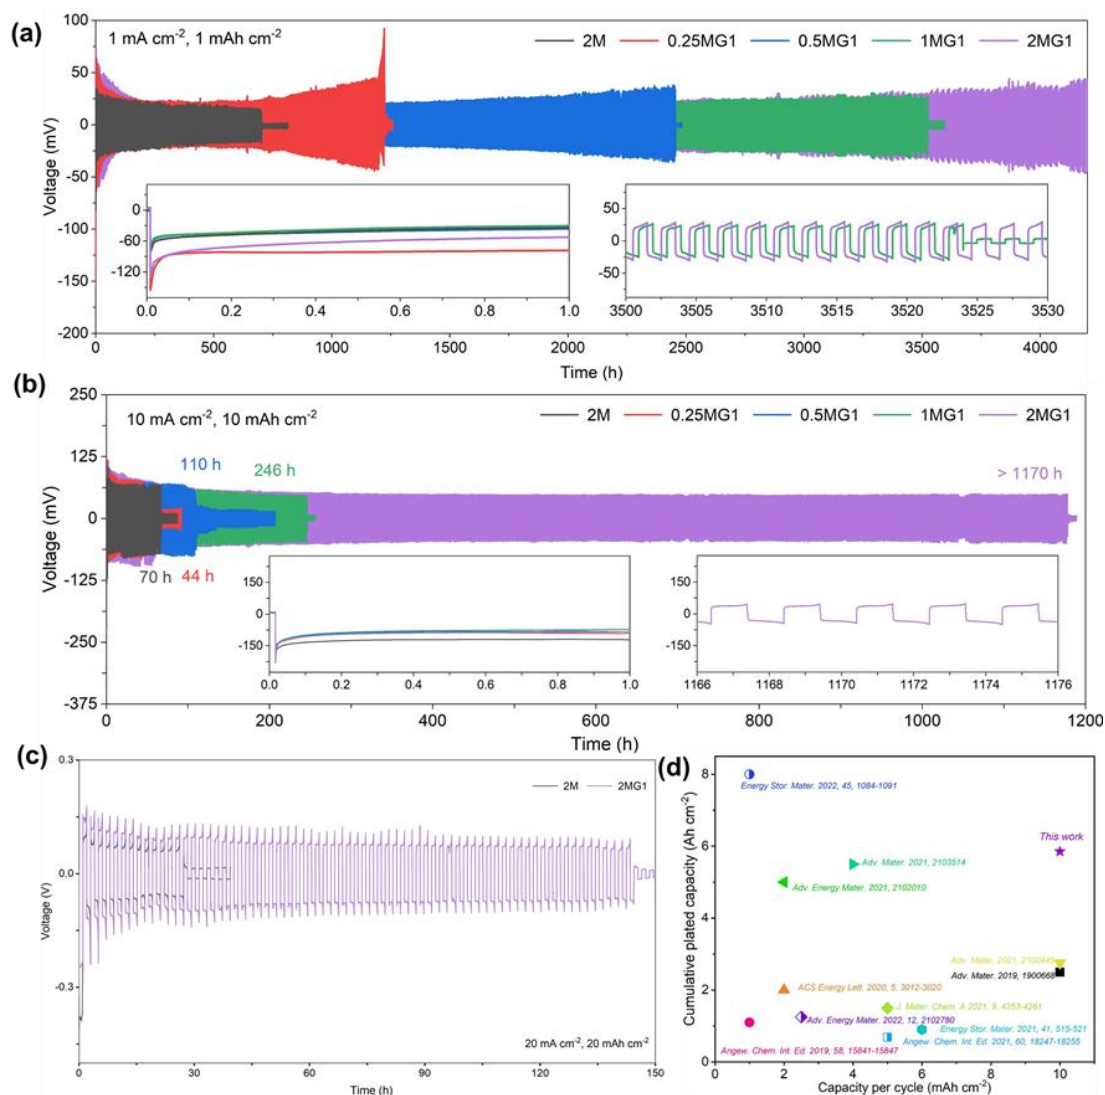 (a)
1 mA cm⁻², 1 mAh cm⁻²
2M 0.25MG1 0.5MG1 1MG1 2MG1
Voltage (mV)
100
50
0
-50
-100
-150
-200
0
-60
-120
0.0 0.2 0.4 0.6 0.8 1.0
50
0
-50
3500 3505 3510 3515 3520 3525 3530
0 500 1000 1500 2000 2500 3000 3500 4000
Time (h)
(b)
10 mA cm⁻², 10 mAh cm⁻²
2M 0.25MG1 0.5MG1 1MG1 2MG1
Voltage (mV)
250
125
0
-125
-250
-375
110 h
246 h
> 1170 h
70 h
44 h
150
0
-150
0.0 0.2 0.4 0.6 0.8 1.0
150
0
-150
1166 1168 1170 1172 1174 1176
0 200 400 600 800 1000 1200
Time (h)
(c)
2M 2MG1
Voltage (V)
0.3
0.0
-0.3
20 mA cm⁻², 20 mAh cm⁻²
0 30 60 90 120 150
Time (h)
(d)
Cumulative plated capacity (Ah cm⁻²)
8
6
4
2
0
Energy Stor. Mater. 2022, 45, 1084-1091
This work
Adv. Mater. 2021, 2103514
Adv. Energy Mater. 2021, 2102010
Adv. Mater. 2021, 2100445
Adv. Mater. 2019, 1900668
ACS Energy Lett. 2020, 5, 3012-3020
J. Mater. Chem. A 2021, 9, 4253-4261
Adv. Energy Mater. 2022, 12, 2102780
Energy Stor. Mater. 2021, 41, 515-521
Angew. Chem. Int. Ed. 2021, 60, 18247-18255
Angew. Chem. Int. Ed. 2019, 58, 15841-15847
0 2 4 6 8 10
Capacity per cycle (mAh cm⁻²)